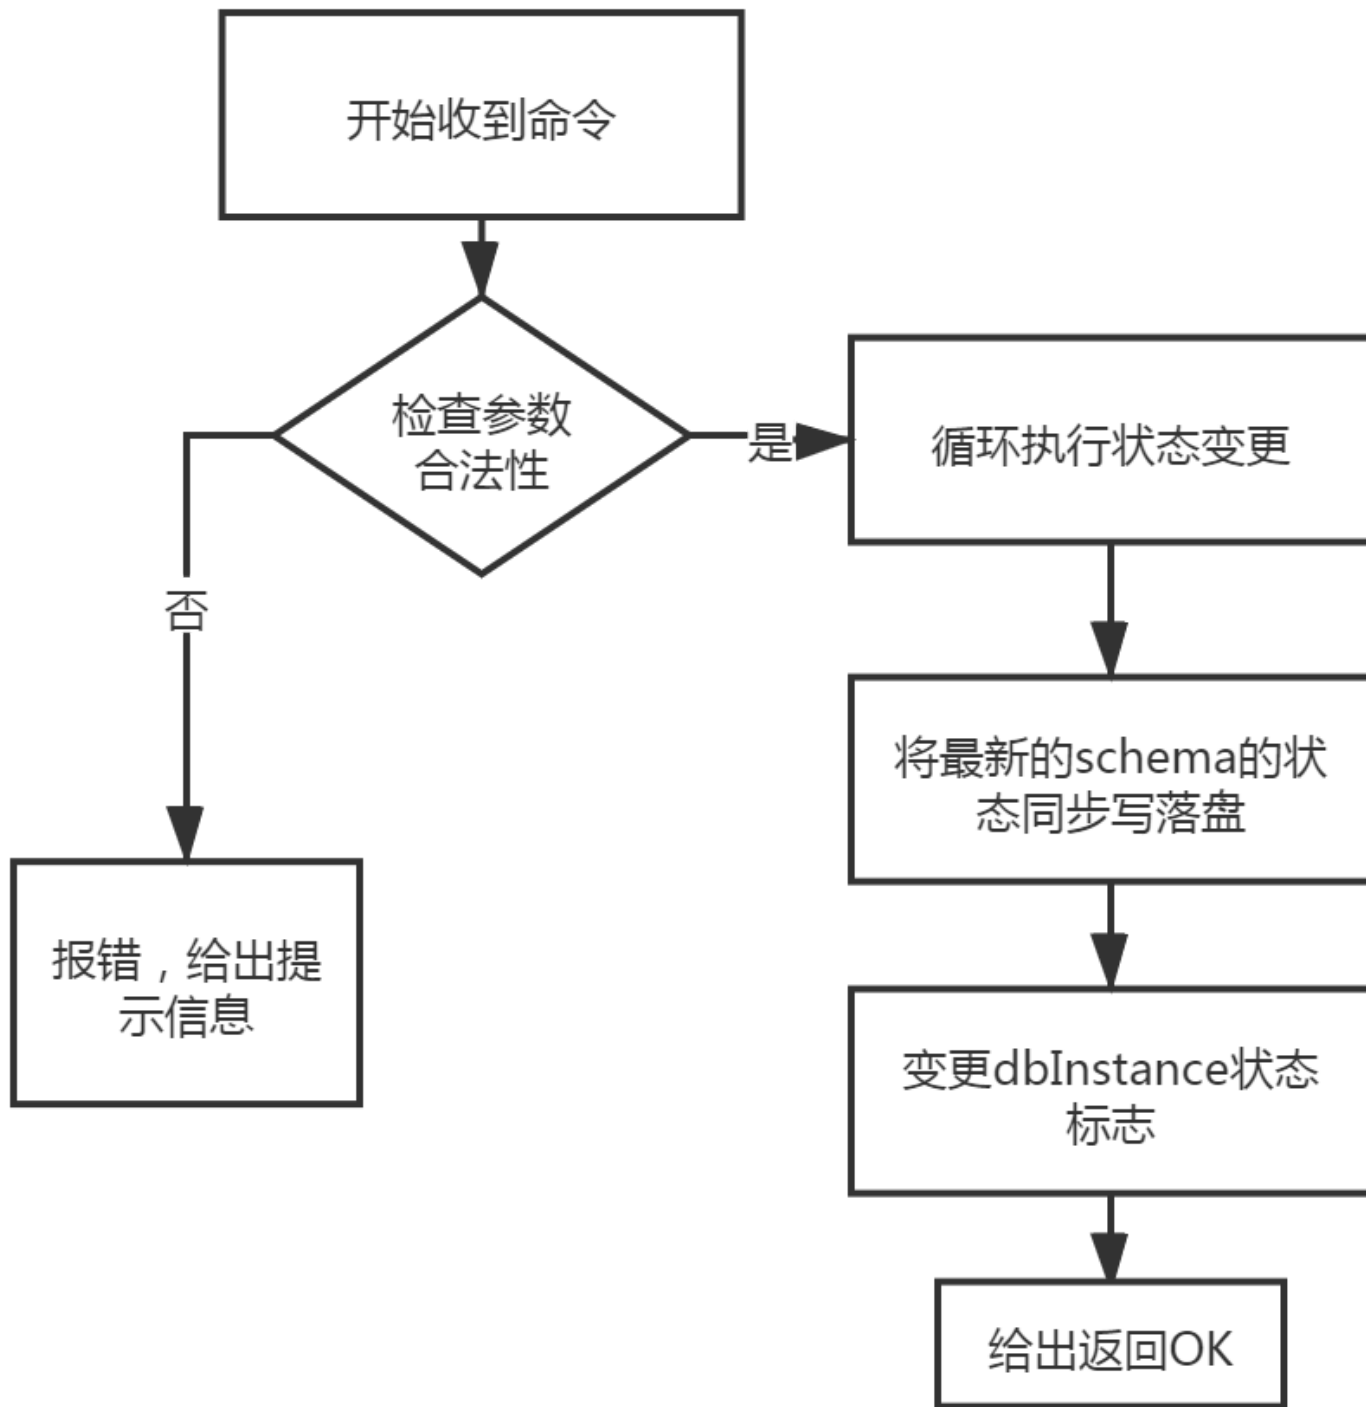 开始收到命令
检查参数
合法性
是
循环执行状态变更
否
将最新的schema的状
态同步写落盘
报错，给出提
示信息
变更dbInstance状态
标志
给出返回OK